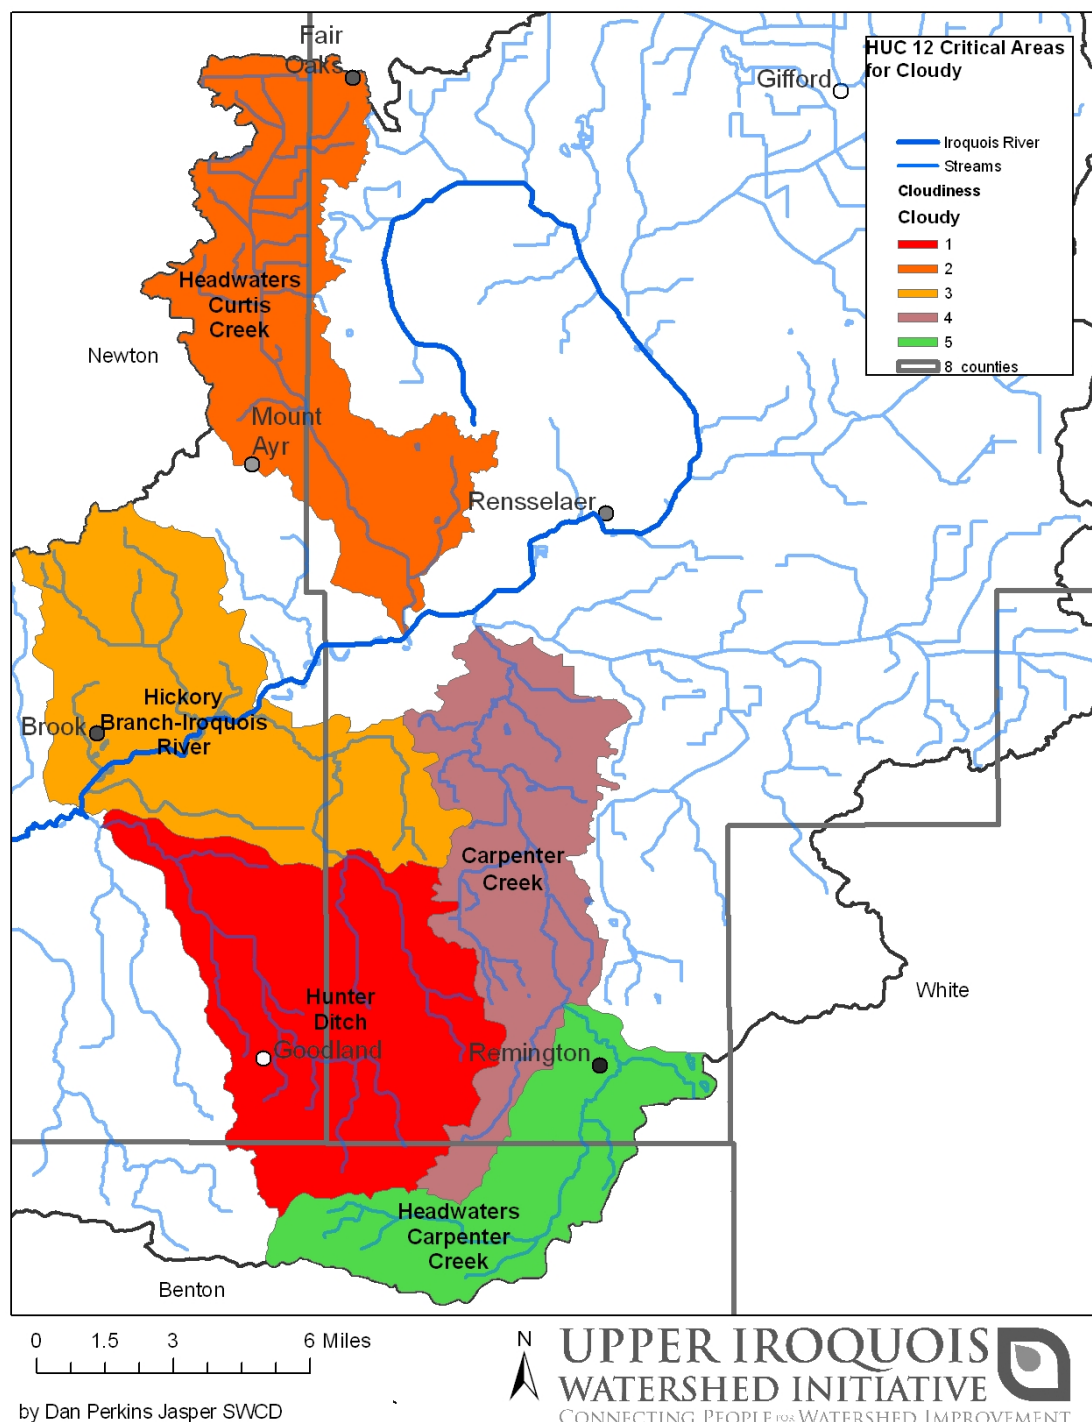 Fair
Oaks
Gifford
HUC 12 Critical Areas
for Cloudy
Iroquois River
Streams
Cloudiness
Cloudy
1
2
3
4
5
8 counties
Headwaters
Curtis
Creek
Newton
Mount
Ayr
Rensselaer
Hickory
Branch-Iroquois
River
Brook
Carpenter
Creek
White
Hunter
Ditch
Goodland
Remington
Headwaters
Carpenter
Creek
Benton
0 1.5 3 6 Miles
N
UPPER IROQUOIS
WATERSHED INITIATIVE
CONNECTING PEOPLE FOR WATERSHED IMPROVEMENT
by Dan Perkins Jasper SWCD